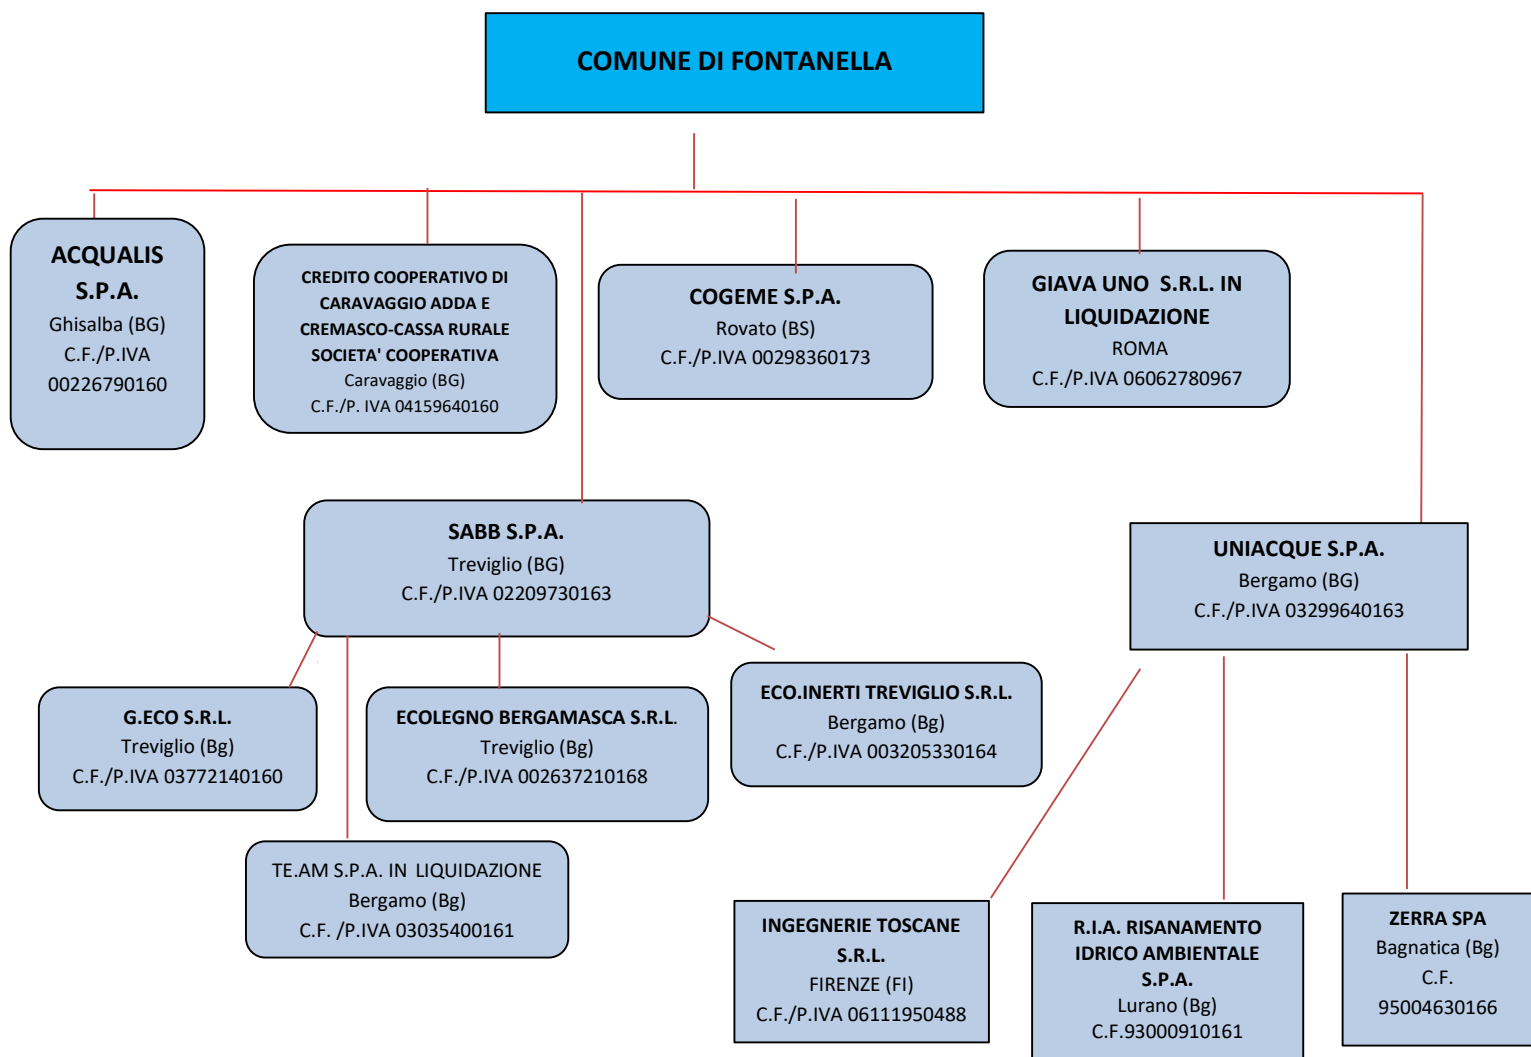 COMUNE DI FONTANELLA
ACQUALIS
S.P.A.
Ghisalba (BG)
C.F./P.IVA
00226790160
CREDITO COOPERATIVO DI
CARAVAGGIO ADDA E
CREMASCO-CASSA RURALE
SOCIETA' COOPERATIVA
Caravaggio (BG)
C.F./P. IVA 04159640160
COGEME S.P.A.
Rovato (BS)
C.F./P.IVA 00298360173
GIAVA UNO S.R.L. IN
LIQUIDAZIONE
ROMA
C.F./P.IVA 06062780967
SABB S.P.A.
Treviglio (BG)
C.F./P.IVA 02209730163
UNIACQUE S.P.A.
Bergamo (BG)
C.F./P.IVA 03299640163
G.ECO S.R.L.
Treviglio (Bg)
C.F./P.IVA 03772140160
ECOLEGNO BERGAMASCA S.R.L.
Treviglio (Bg)
C.F./P.IVA 002637210168
ECO.INERTI TREVIGLIO S.R.L.
Bergamo (Bg)
C.F./P.IVA 003205330164
TE.AM S.P.A. IN LIQUIDAZIONE
Bergamo (Bg)
C.F. /P.IVA 03035400161
INGEGNERIE TOSCANE
S.R.L.
FIRENZE (FI)
C.F./P.IVA 06111950488
R.I.A. RISANAMENTO
IDRICO AMBIENTALE
S.P.A.
Lurano (Bg)
C.F.93000910161
ZERRA SPA
Bagnatica (Bg)
C.F.
95004630166